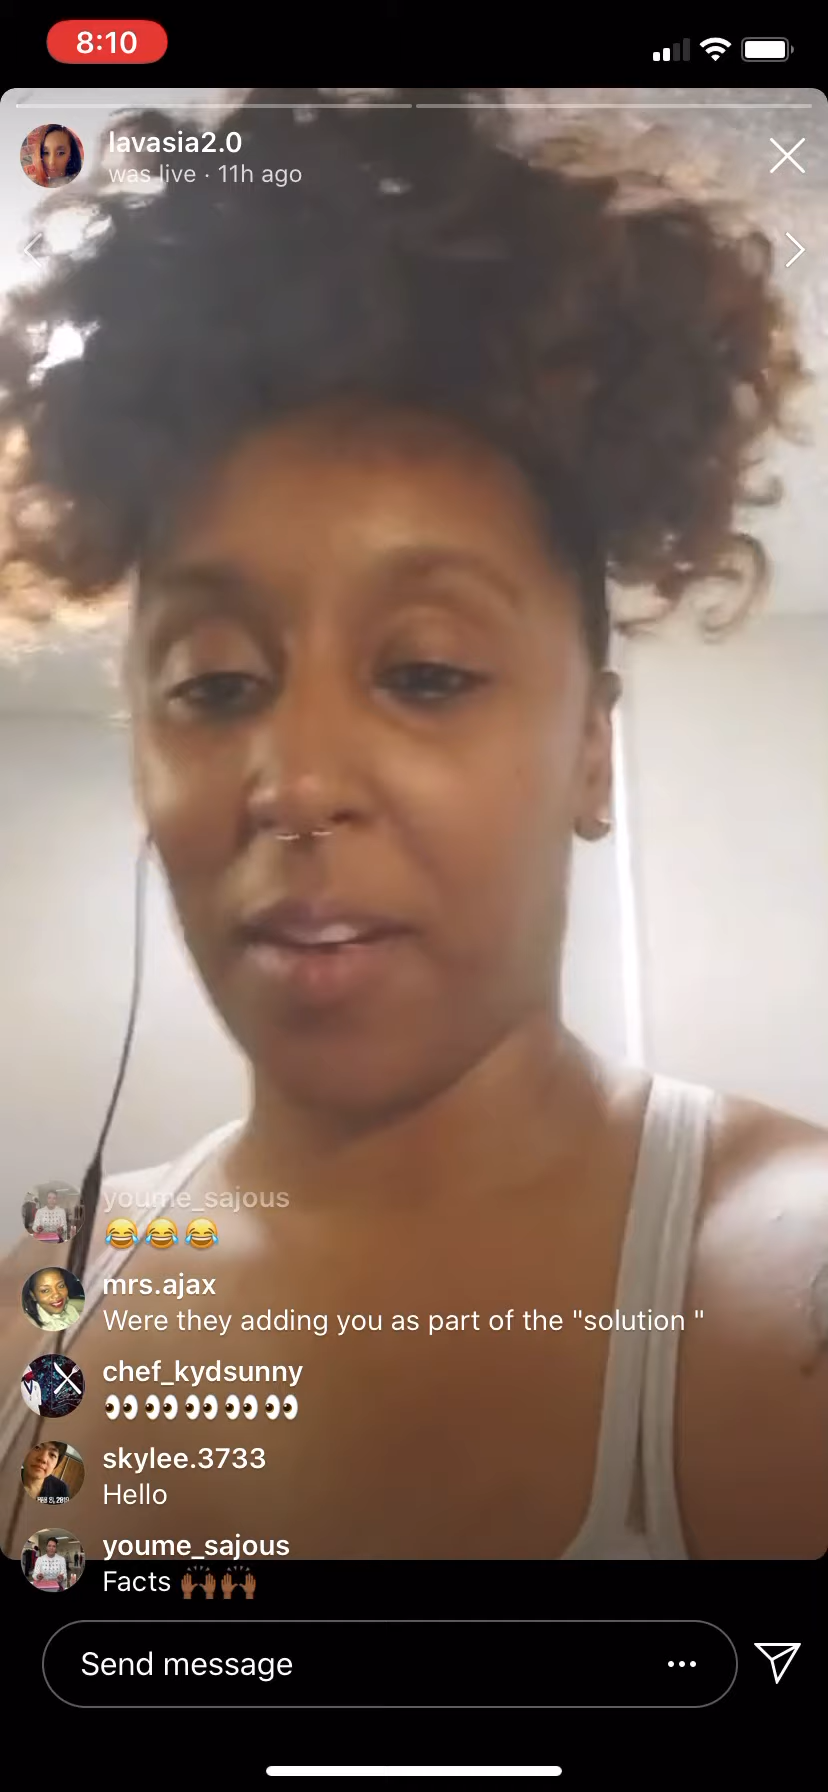 8:10
lavasia2.0
was live · 11h ago
youme_sajous
😂😂😂
mrs.ajax
Were they adding you as part of the "solution "
chef_kydsunny
👀👀👀👀👀
skylee.3733
Hello
youme_sajous
Facts 🙌🏾🙌🏾
Send message